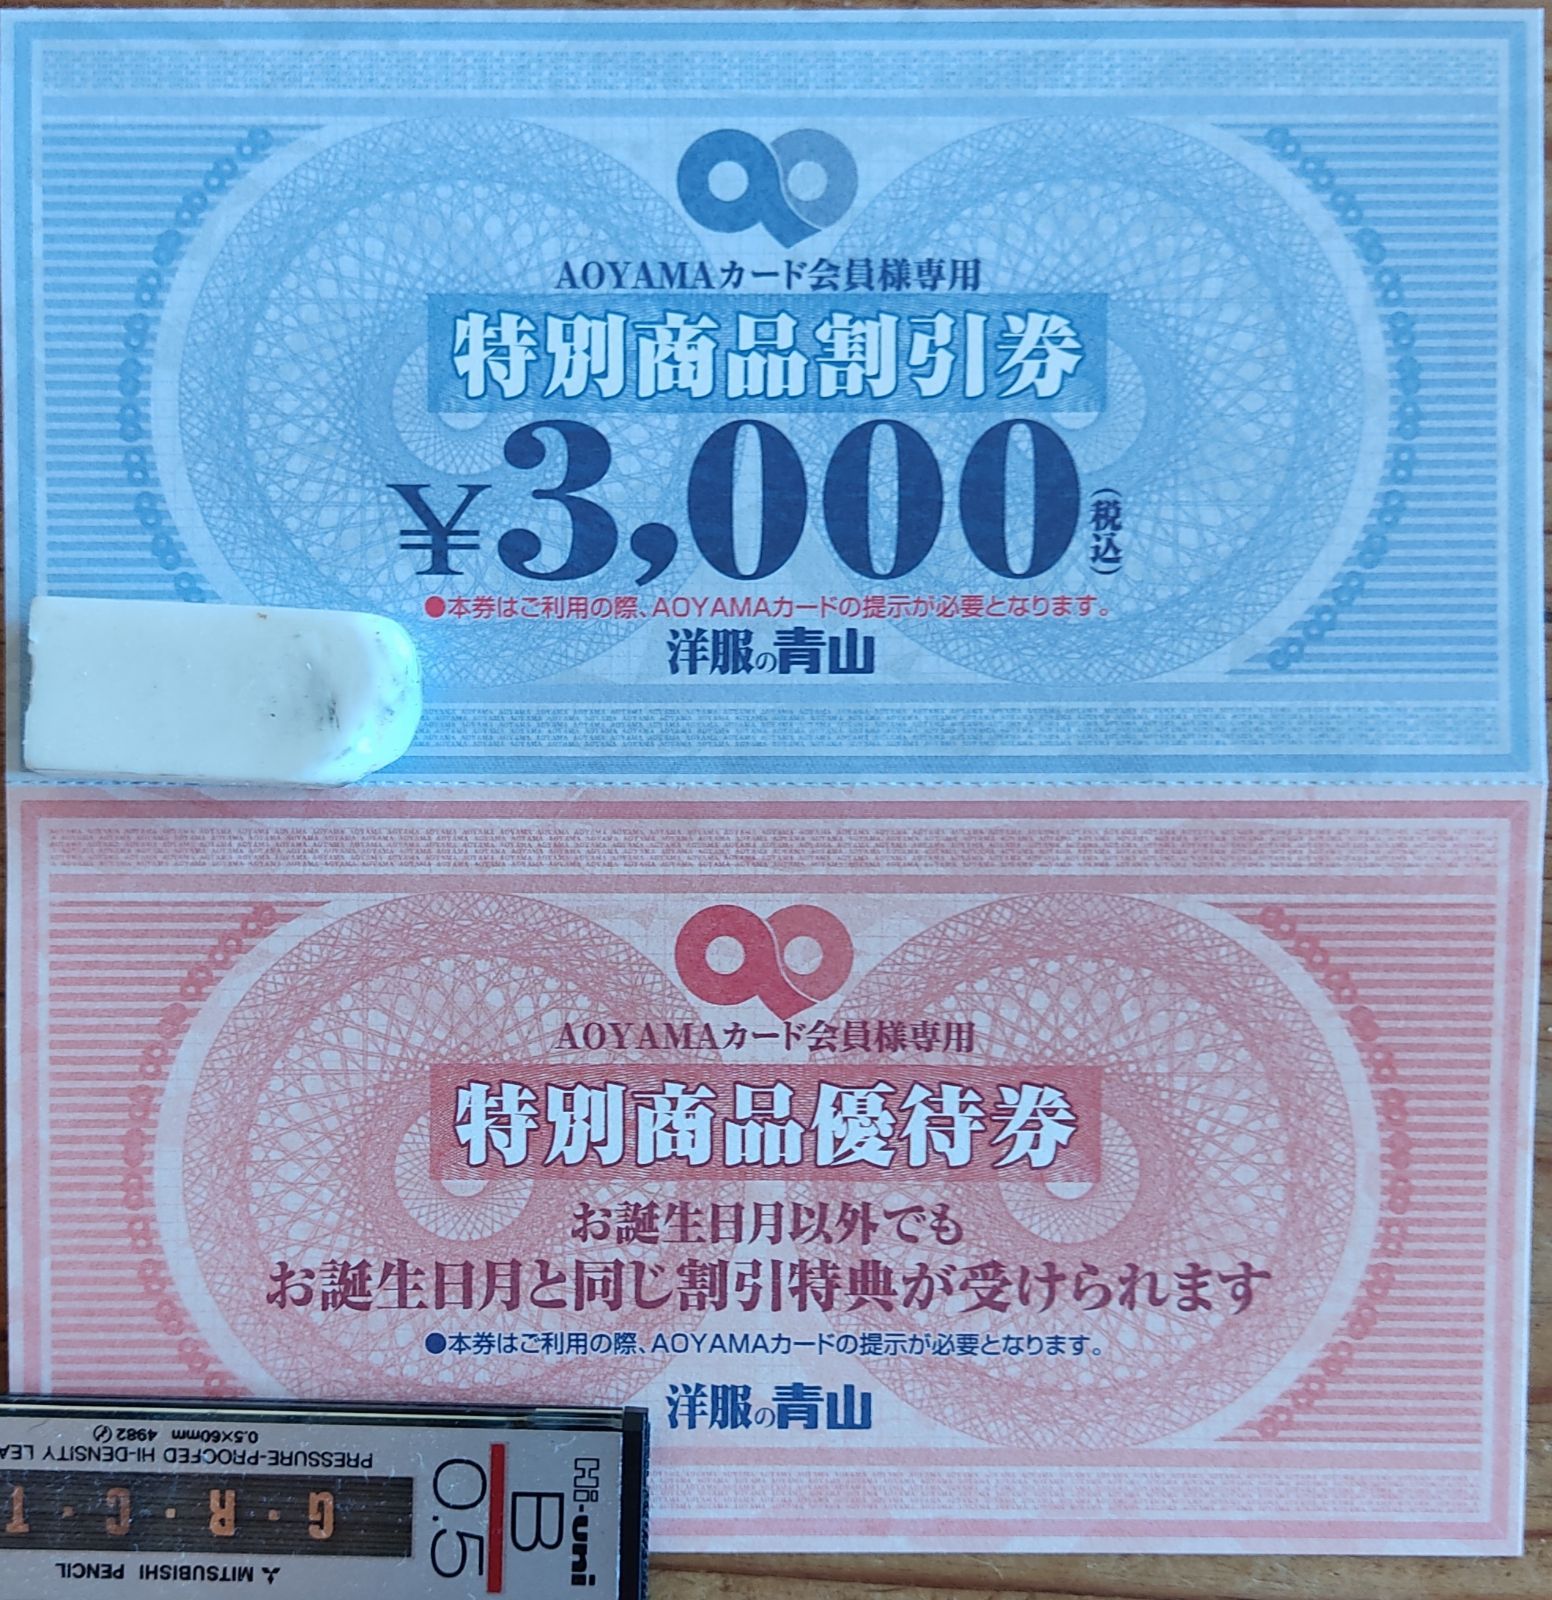 AOYAMAカード会員様専用
特別商品割引券
¥3,000(税込)
●本券はご利用の際、AOYAMAカードの提示が必要となります。
洋服の青山
AOYAMAカード会員様専用
特別商品優待券
お誕生日月以外でも
お誕生日月と同じ割引特典が受けられます
●本券はご利用の際、AOYAMAカードの提示が必要となります。
洋服の青山
Hi-uni
B
0.5
MITSUBISHI PENCIL
G・R・C・T
PRESSURE-PROOFED HI-DENSITY LEA
0.5×60mm 4982